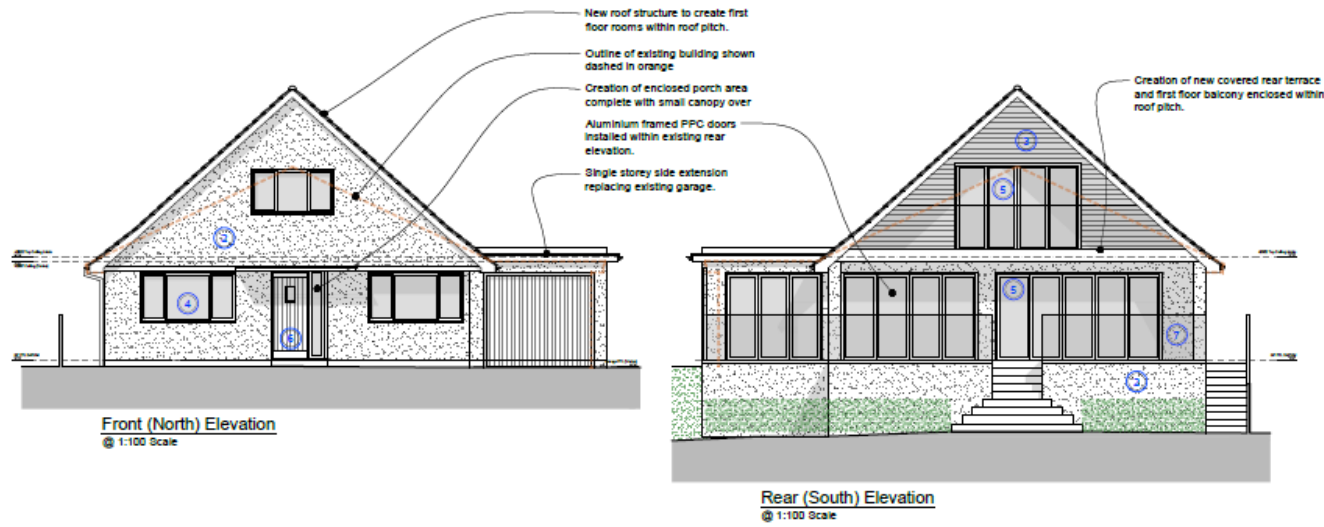 New roof structure to create first
floor rooms within roof pitch.
Outline of existing building shown
dashed in orange
Creation of enclosed porch area
complete with small canopy over
Aluminium framed PPC doors
installed within existing rear
elevation.
Single storey side extension
replacing existing garage.
Creation of new covered rear terrace
and first floor balcony enclosed within
roof pitch.
4
6
3
5
5
7
3
Front (North) Elevation
@ 1:100 Scale
Rear (South) Elevation
@ 1:100 Scale